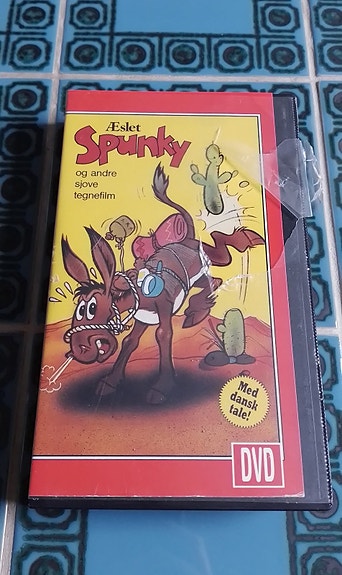 Æslet
Spunky
og andre
sjove
tegnefilm
Med
dansk
tale!
DVD